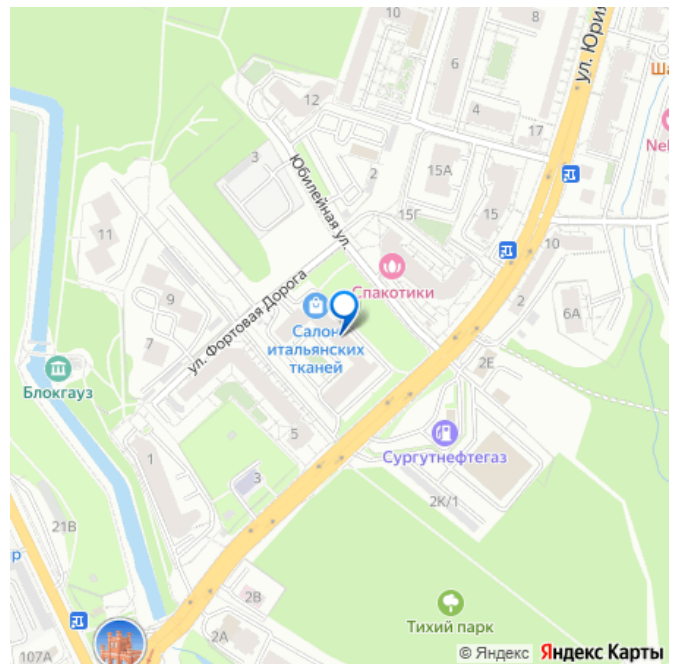 10
8
ул. Юрия
6
Ша
12
4
17
Nel
3
2
15А
Юбилейная ул.
15Г
15
11
10
ул. Фортовая Дорога
Спакотики
9
2
Салон
итальянских
тканей
6А
7
2Е
Блокгауз
5
Сургутнефтегаз
1
3
2К/1
21В
р
2В
Тихий парк
2А
107А
© Яндекс Яндекс Карты